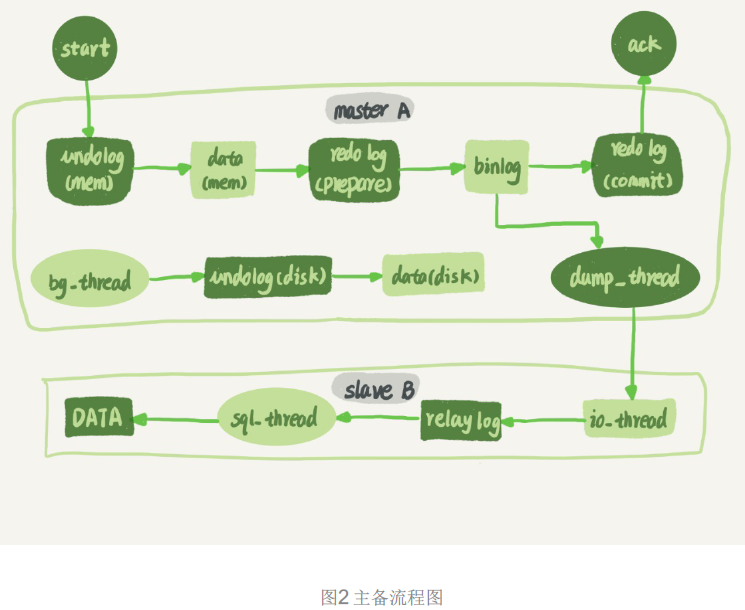 start
ack
master A
undolog
(mem)
data
(mem)
redo log
(prepare)
binlog
redo log
(commit)
bg_thread
undolog(disk)
data(disk)
dump_thread
slave B
DATA
sql_thread
relay log
io_thread
图2 主备流程图